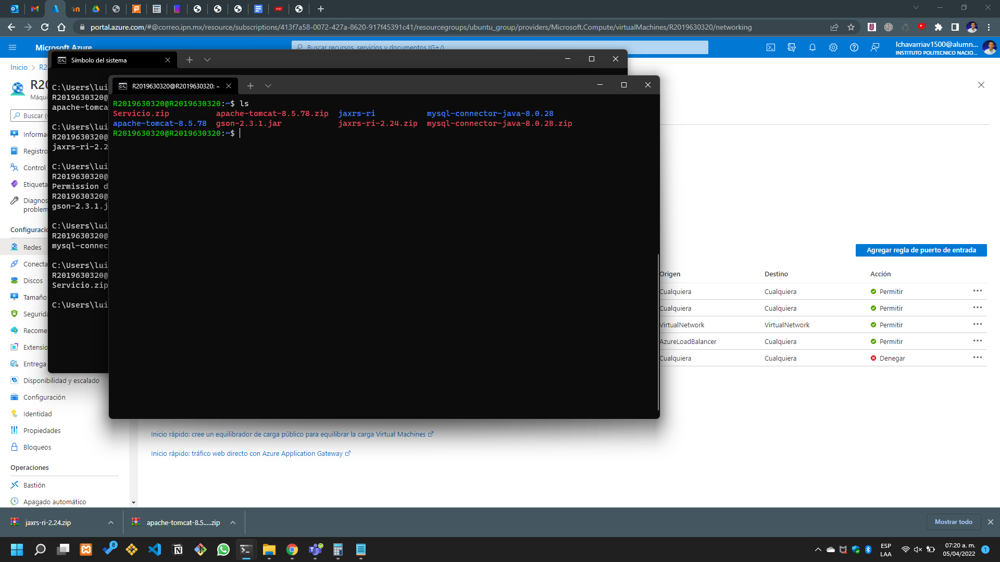 portal.azure.com/#@correo.ipn.mx/resource/subscriptions/413f7a58-0072-427a-8620-917f45391c41/resourcegroups/ubuntu_group/providers/Microsoft.Compute/virtualMachines/R2019630320/networking
Microsoft Azure
Buscar recursos, servicios y documentos (G+/)
lchavarriav1500@alumn...
INSTITUTO POLITECNICO NACIO...
Inicio > R2
R20
Máqui
Buscar (
Informa
Registro
Control
Etiqueta
Diagnos
problem
Configuració
Redes
Conecta
Discos
Tamaño
Segurida
Recome
Extensio
Entrega
Disponibilidad y escalado
Configuración
Identidad
Propiedades
Bloqueos
Operaciones
Bastión
Apagado automático
Símbolo del sistema
C:\Users\lui
R2019630320@
apache-tomca
C:\Users\lui
R2019630320@
jaxrs-ri-2.2
C:\Users\lui
R2019630320@
Permission d
R2019630320@
gson-2.3.1.j
C:\Users\lui
R2019630320@
mysql-connec
C:\Users\lui
R2019630320@
Servicio.zip
C:\Users\lui
R2019630320@R2019630320: ~
R2019630320@R2019630320:~$ ls
Servicio.zip apache-tomcat-8.5.78.zip jaxrs-ri mysql-connector-java-8.0.28
apache-tomcat-8.5.78 gson-2.3.1.jar jaxrs-ri-2.24.zip mysql-connector-java-8.0.28.zip
R2019630320@R2019630320:~$
Agregar regla de puerto de entrada
Origen Destino Acción
Cualquiera Cualquiera Permitir ...
Cualquiera Cualquiera Permitir ...
VirtualNetwork VirtualNetwork Permitir ...
AzureLoadBalancer Cualquiera Permitir ...
Cualquiera Cualquiera Denegar ...
Inicio rápido: cree un equilibrador de carga público para equilibrar la carga Virtual Machines
Inicio rápido: tráfico web directo con Azure Application Gateway
jaxrs-ri-2.24.zip
apache-tomcat-8.5.....zip
Mostrar todo
8
ESP
LAA
07:20 a. m.
05/04/2022
1